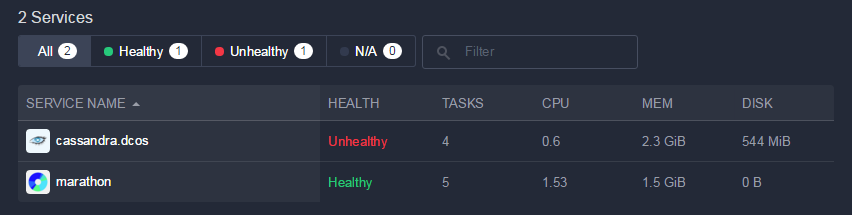 2 Services
All 2 Healthy 1 Unhealthy 1 N/A 0 Filter
SERVICE NAME HEALTH TASKS CPU MEM DISK
cassandra.dcos Unhealthy 4 0.6 2.3 GiB 544 MiB
marathon Healthy 5 1.53 1.5 GiB 0 B